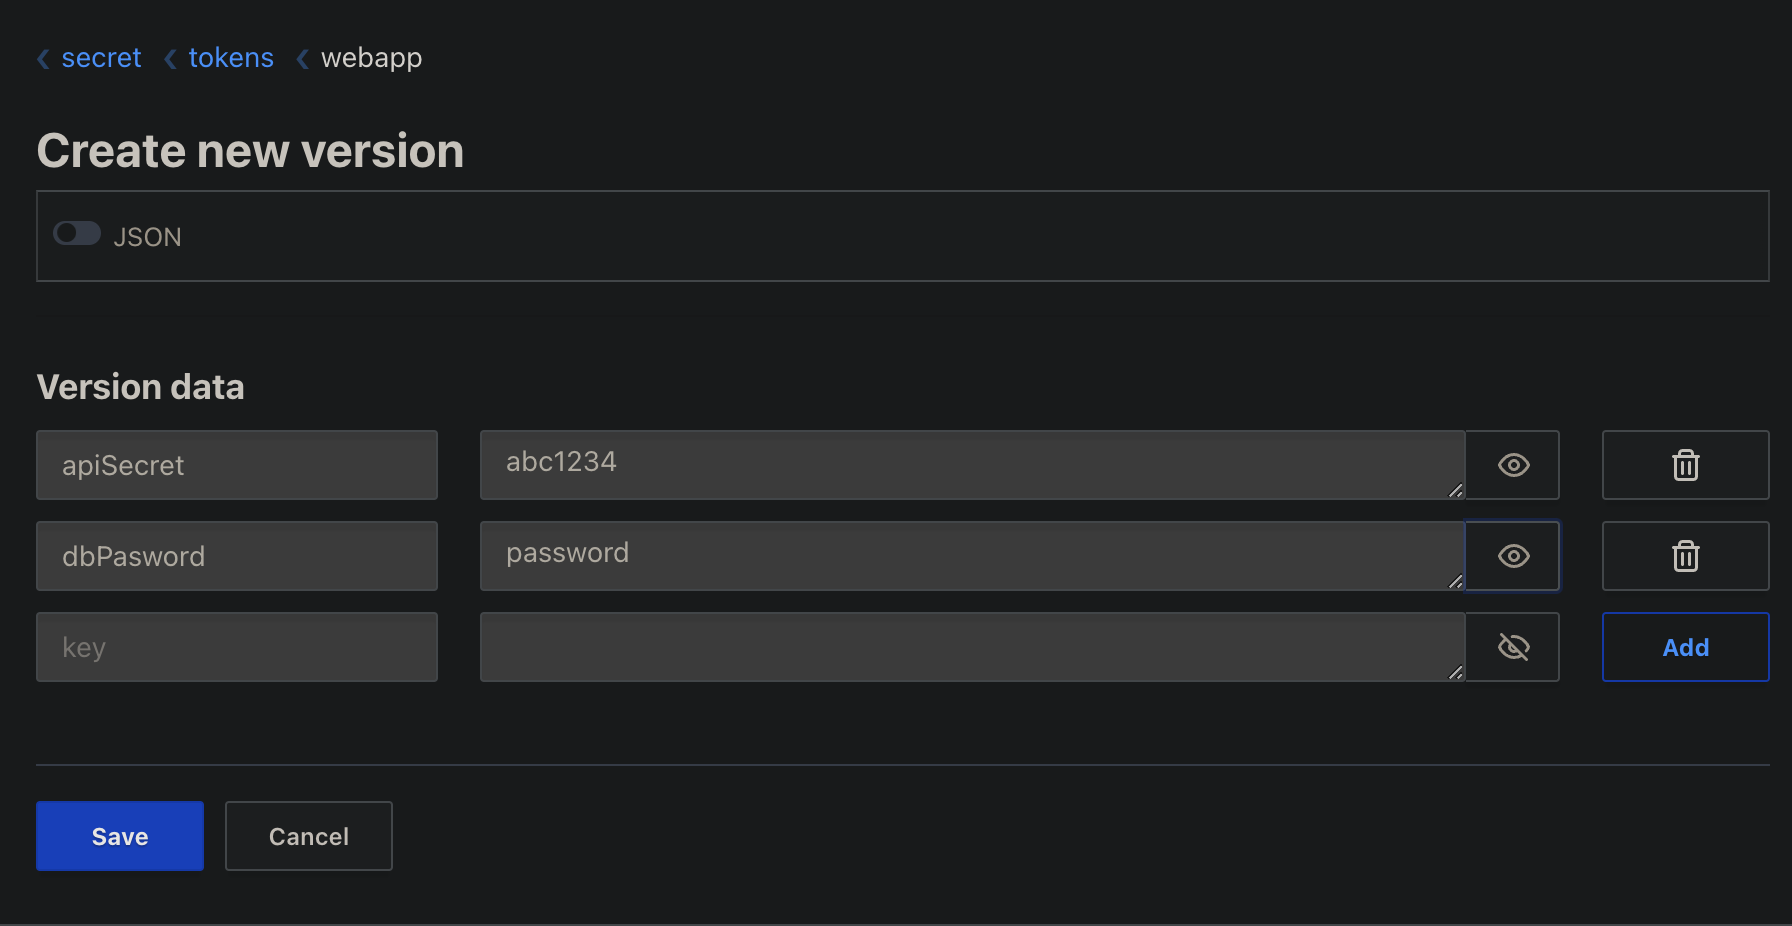 secret tokens webapp
Create new version
JSON
Version data
apiSecret abc1234
dbPasword password
key Add
Save Cancel